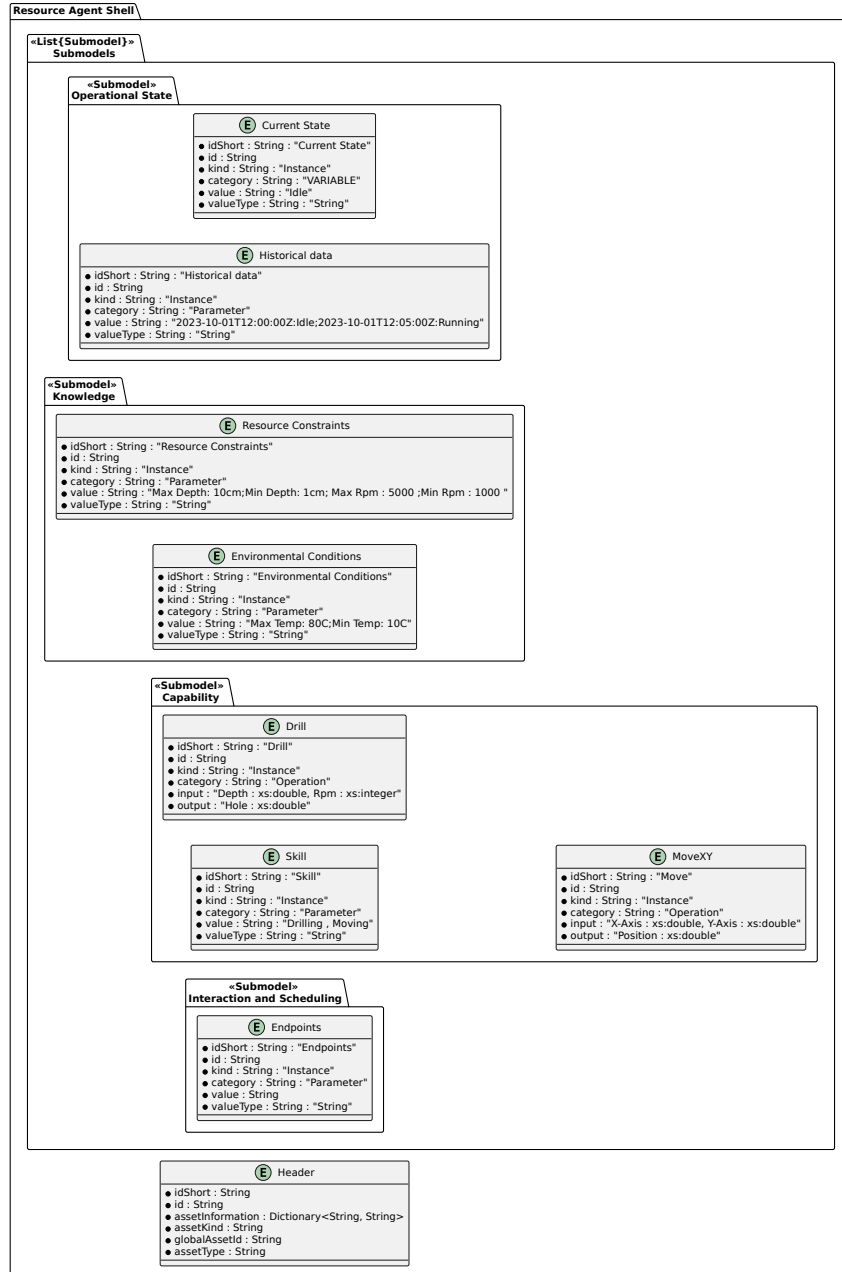 Resource Agent Shell
«List{Submodel}»
Submodels
«Submodel»
Operational State
E Current State
idShort : String : "Current State"
id : String
kind : String : "Instance"
category : String : "VARIABLE"
value : String : "Idle"
valueType : String : "String"
E Historical data
idShort : String : "Historical data"
id : String
kind : String : "Instance"
category : String : "Parameter"
value : String : "2023-10-01T12:00:00Z:Idle;2023-10-01T12:05:00Z:Running"
valueType : String : "String"
«Submodel»
Knowledge
E Resource Constraints
idShort : String : "Resource Constraints"
id : String
kind : String : "Instance"
category : String : "Parameter"
value : String : "Max Depth: 10cm;Min Depth: 1cm; Max Rpm : 5000 ;Min Rpm : 1000 "
valueType : String : "String"
E Environmental Conditions
idShort : String : "Environmental Conditions"
id : String
kind : String : "Instance"
category : String : "Parameter"
value : String : "Max Temp: 80C;Min Temp: 10C"
valueType : String : "String"
«Submodel»
Capability
E Drill
idShort : String : "Drill"
id : String
kind : String : "Instance"
category : String : "Operation"
input : "Depth : xs:double, Rpm : xs:integer"
output : "Hole : xs:double"
E Skill
idShort : String : "Skill"
id : String
kind : String : "Instance"
category : String : "Parameter"
value : String : "Drilling , Moving"
valueType : String : "String"
E MoveXY
idShort : String : "Move"
id : String
kind : String : "Instance"
category : String : "Operation"
input : "X-Axis : xs:double, Y-Axis : xs:double"
output : "Position : xs:double"
«Submodel»
Interaction and Scheduling
E Endpoints
idShort : String : "Endpoints"
id : String
kind : String : "Instance"
category : String : "Parameter"
value : String
valueType : String : "String"
E Header
idShort : String
id : String
assetInformation : Dictionary<String, String>
assetKind : String
globalAssetId : String
assetType : String